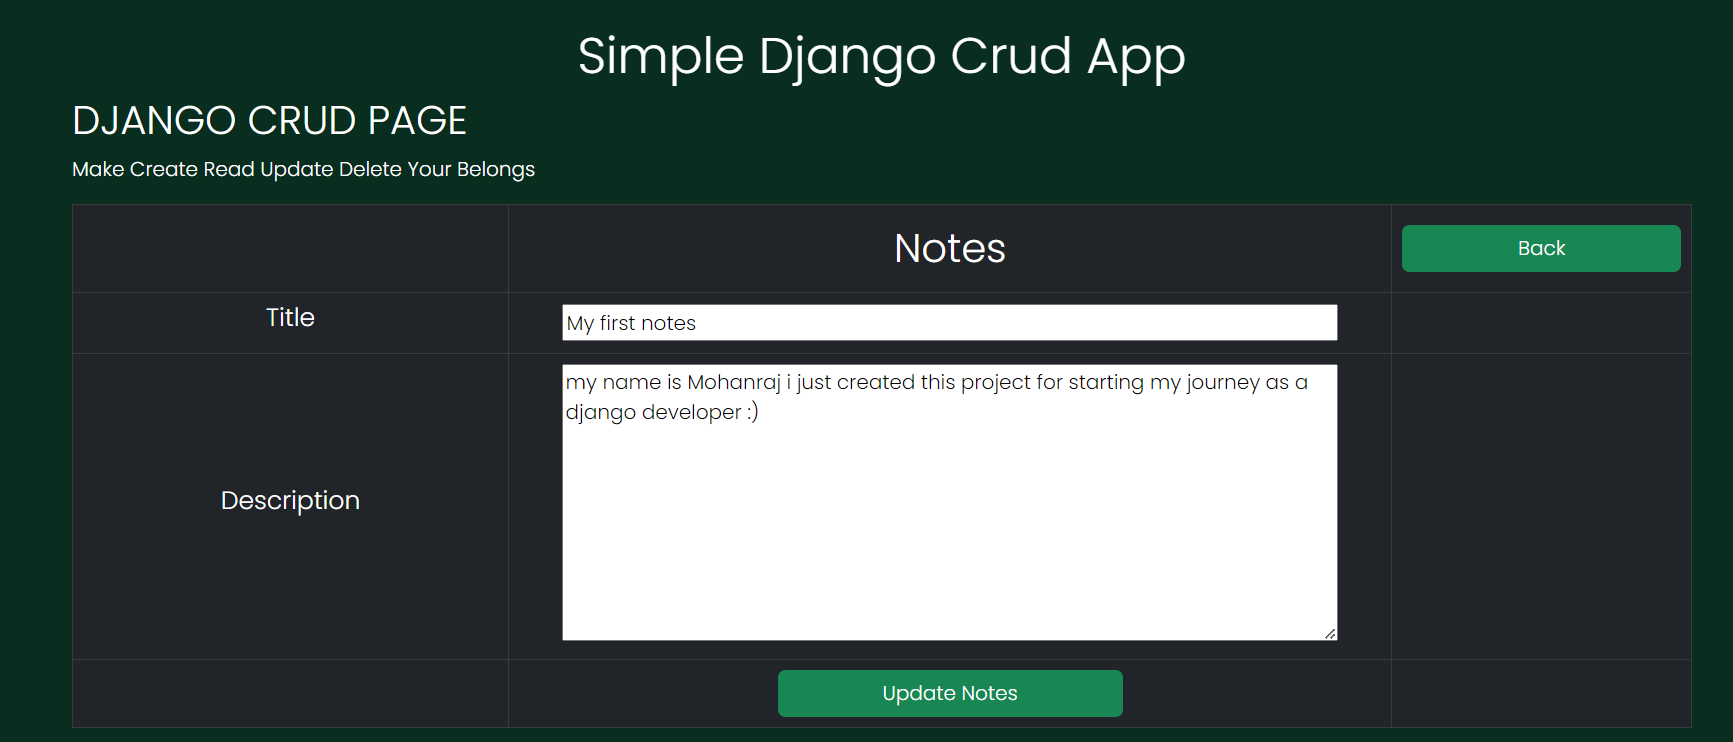 Simple Django Crud App
DJANGO CRUD PAGE
Make Create Read Update Delete Your Belongs
Notes
Back
Title
My first notes
Description
my name is Mohanraj i just created this project for starting my journey as a
django developer :)
Update Notes